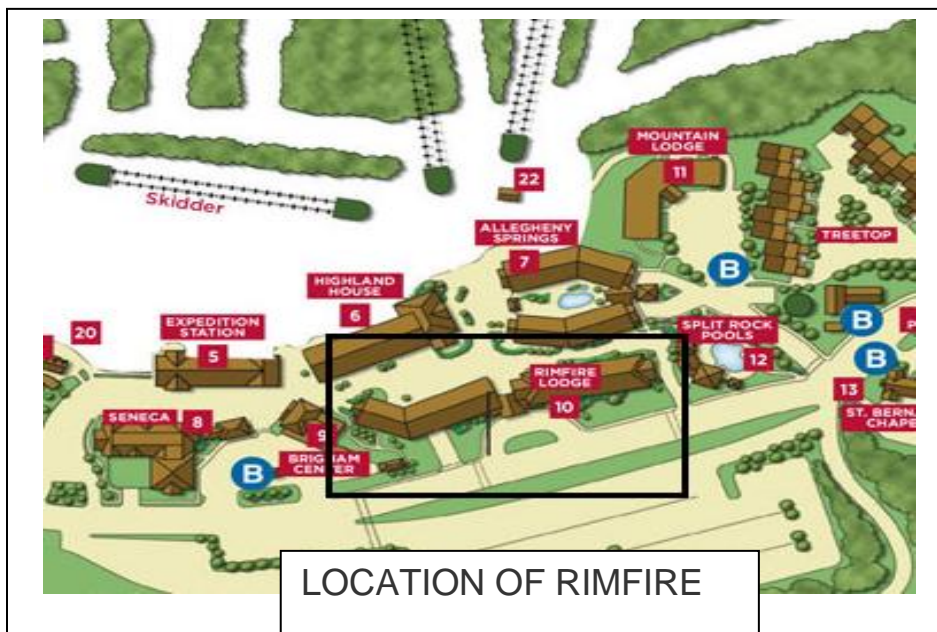 22
MOUNTAIN
LODGE
11
Skidder
ALLEGHENY
SPRINGS
7
TREETOP
B
HIGHLAND
HOUSE
6
20
EXPEDITION
STATION
5
B
SPLIT ROCK
POOLS
12
B
RIMFIRE
LODGE
10
13
ST. BERNA
CHAPE
SENECA
8
9
BRIGHAM
CENTER
B
LOCATION OF RIMFIRE